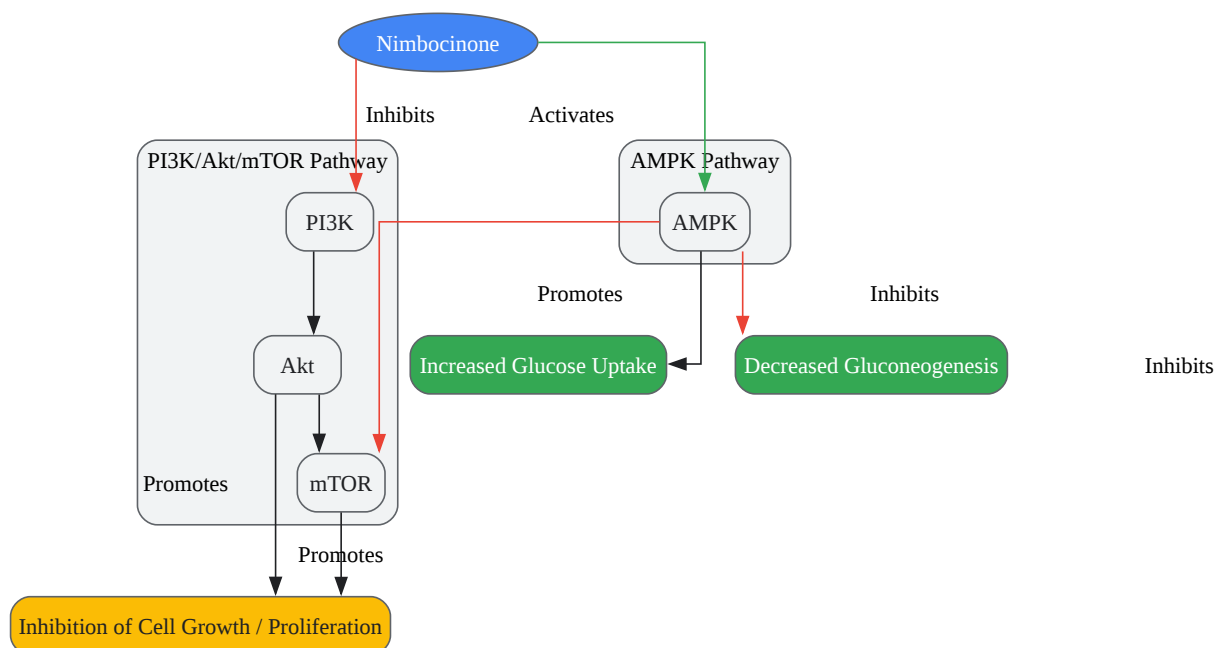 Nimbocinone
Inhibits
Activates
PI3K/Akt/mTOR Pathway
AMPK Pathway
PI3K
AMPK
Promotes
Inhibits
Akt
Increased Glucose Uptake
Decreased Gluconeogenesis
Inhibits
Promotes
mTOR
Promotes
Inhibition of Cell Growth / Proliferation